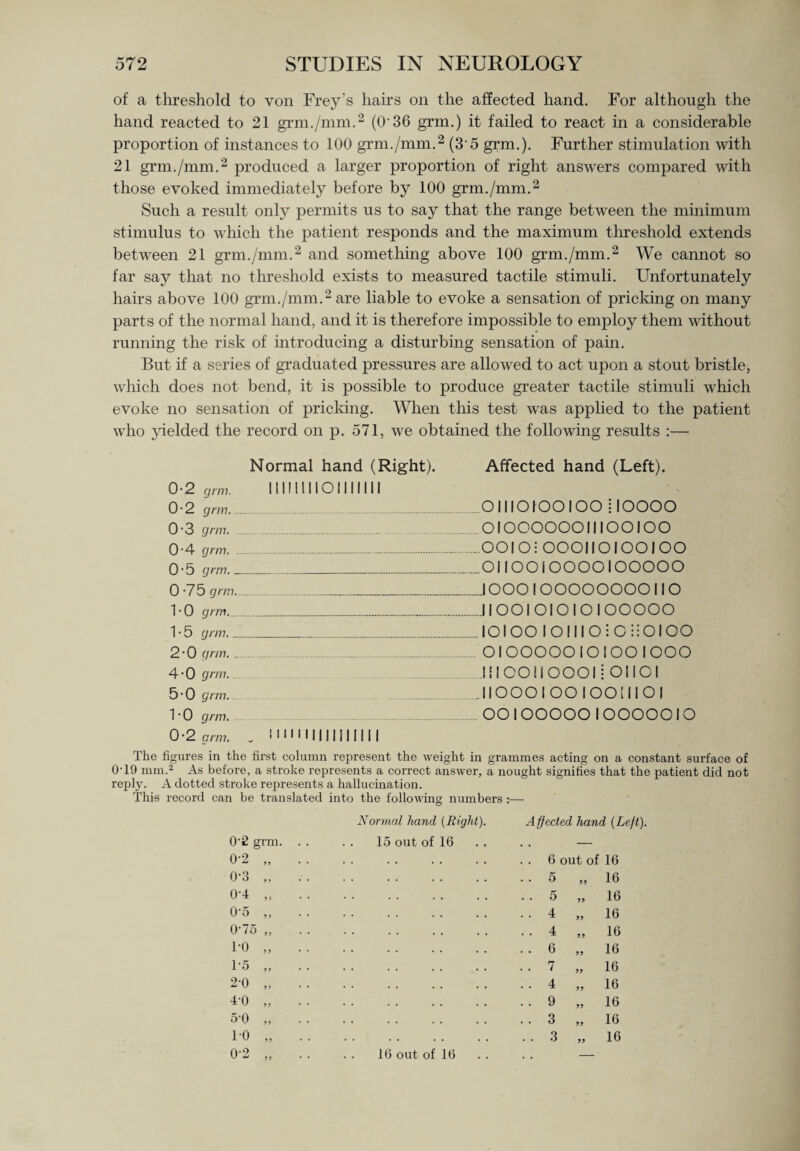 572 STUDIES IN NEUROLOGY
of a threshold to von Frey's hairs on the affected hand. For although the
hand reacted to 21 grm./mm.² (0·36 grm.) it failed to react in a considerable
proportion of instances to 100 grm./mm.² (3·5 grm.). Further stimulation with
21 grm./mm.² produced a larger proportion of right answers compared with
those evoked immediately before by 100 grm./mm.²
Such a result only permits us to say that the range between the minimum
stimulus to which the patient responds and the maximum threshold extends
between 21 grm./mm.² and something above 100 grm./mm.² We cannot so
far say that no threshold exists to measured tactile stimuli. Unfortunately
hairs above 100 grm./mm.² are liable to evoke a sensation of pricking on many
parts of the normal hand, and it is therefore impossible to employ them without
running the risk of introducing a disturbing sensation of pain.
But if a series of graduated pressures are allowed to act upon a stout bristle,
which does not bend, it is possible to produce greater tactile stimuli which
evoke no sensation of pricking. When this test was applied to the patient
who yielded the record on p. 571, we obtained the following results :—
Normal hand (Right). Affected hand (Left).
0·2 grm. IIIIIIIIOIIIIIII
0·2 grm. OIIIOIOOIOO⁞IOOOO
0·3 grm. OIOOOOOOIIIOOIOO
0·4 grm. OOIO⁞OOOIIOIOOIOO
0·5 grm. OIIOOIOOOOIOOOOO
0·75 grm. IOOOIOOOOOOOOIIO
1·0 grm. IIOOIOIOIOIOOOOO
1·5 grm. IOIOOIOIIIO⁞O⁞⁞OIOO
2·0 grm. OIOOOOOIOIOOIOOO
4·0 grm. I⁞IOOIIOOOI⁞OIIOI
5·0 grm. IIOOOIOOIOOIIIOI
1·0 grm. OOIOOOOOIOOOOOIO
0·2 grm. IIIIIIIIIIIIIIII
The figures in the first column represent the weight in grammes acting on a constant surface of
0·19 mm.² As before, a stroke represents a correct answer, a nought signifies that the patient did not
reply. A dotted stroke represents a hallucination.
This record can be translated into the following numbers :—
Normal hand (Right). Affected hand (Left).
0·2 grm. .. .. 15 out of 16 .. .. —
0·2 „ .. .. .. .. .. .. 6 out of 16
0·3 „ .. .. .. .. .. .. 5 „ 16
0·4 „ .. .. .. .. .. .. 5 „ 16
0·5 „ .. .. .. .. .. .. 4 „ 16
0·75 „ .. .. .. .. .. .. 4 „ 16
1·0 „ .. .. .. .. .. .. 6 „ 16
1·5 „ .. .. .. .. .. .. 7 „ 16
2·0 „ .. .. .. .. .. .. 4 „ 16
4·0 „ .. .. .. .. .. .. 9 „ 16
5·0 „ .. .. .. .. .. .. 3 „ 16
1·0 „ .. .. .. .. .. .. 3 „ 16
0·2 „ .. .. 16 out of 16 .. .. —